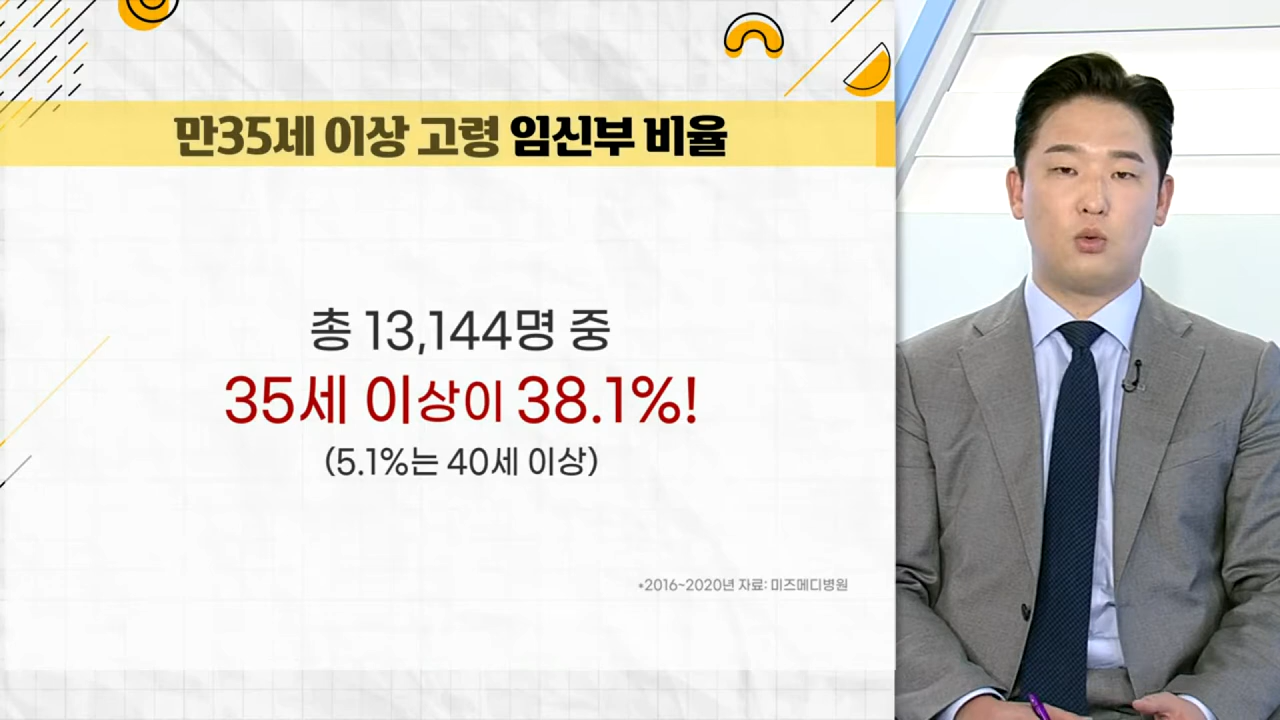 만35세 이상 고령 임신부 비율
총 13,144명 중
35세 이상이 38.1%!
(5.1%는 40세 이상)
*2016~2020년 자료: 미즈메디병원